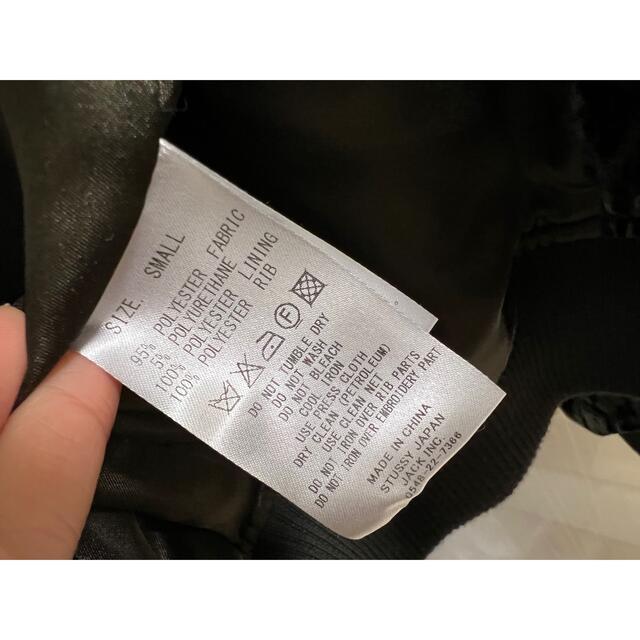 SIZE. SMALL
95% POLYESTER FABRIC
5% POLYURETHANE
100% POLYESTER LINING
100% POLYESTER RIB
F
DO NOT TUMBLE DRY
DO NOT WASH
DO NOT BLEACH
COOL IRON
USE PRESS CLOTH
DRY CLEAN (PETROLEUM)
USE CLEAN NET
DO NOT IRON OVER RIB PARTS
DO NOT IRON OVER EMBROIDERY PART
MADE IN CHINA
STUSSY JAPAN
JACK INC.
0548-22-7366